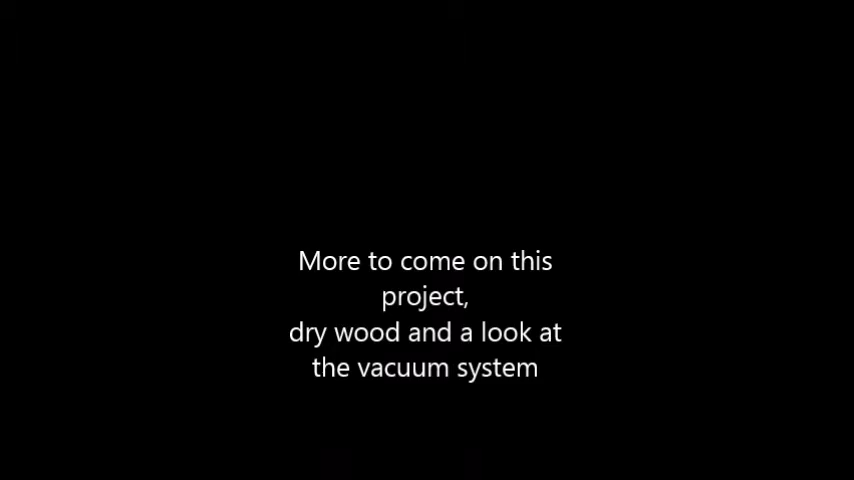 More to come on this
project,
dry wood and a look at
the vacuum system